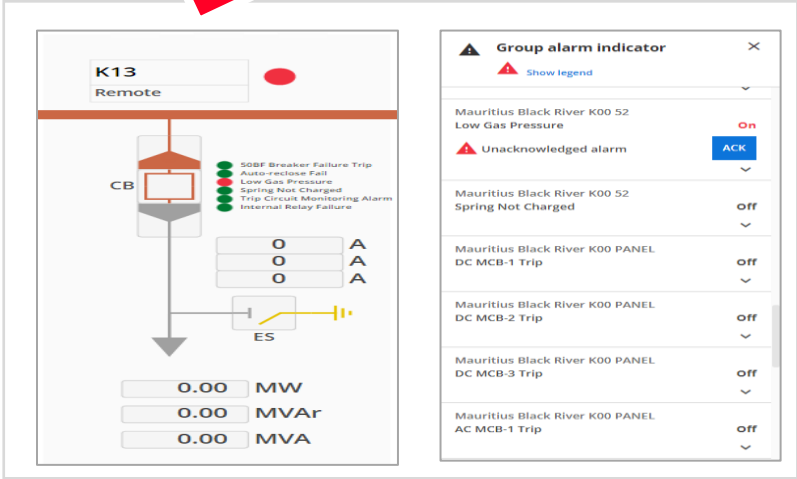 K13
Remote
CB
50BF Breaker Failure Trip
Auto-reclose Fail
Low Gas Pressure
Spring Not Charged
Trip Circuit Monitoring Alarm
Internal Relay Failure
0 A
0 A
0 A
ES
0.00 MW
0.00 MVAr
0.00 MVA
Group alarm indicator
Show legend
Mauritius Black River K00 52
Low Gas Pressure On
Unacknowledged alarm ACK
Mauritius Black River K00 52
Spring Not Charged Off
Mauritius Black River K00 PANEL
DC MCB-1 Trip Off
Mauritius Black River K00 PANEL
DC MCB-2 Trip Off
Mauritius Black River K00 PANEL
DC MCB-3 Trip Off
Mauritius Black River K00 PANEL
AC MCB-1 Trip Off